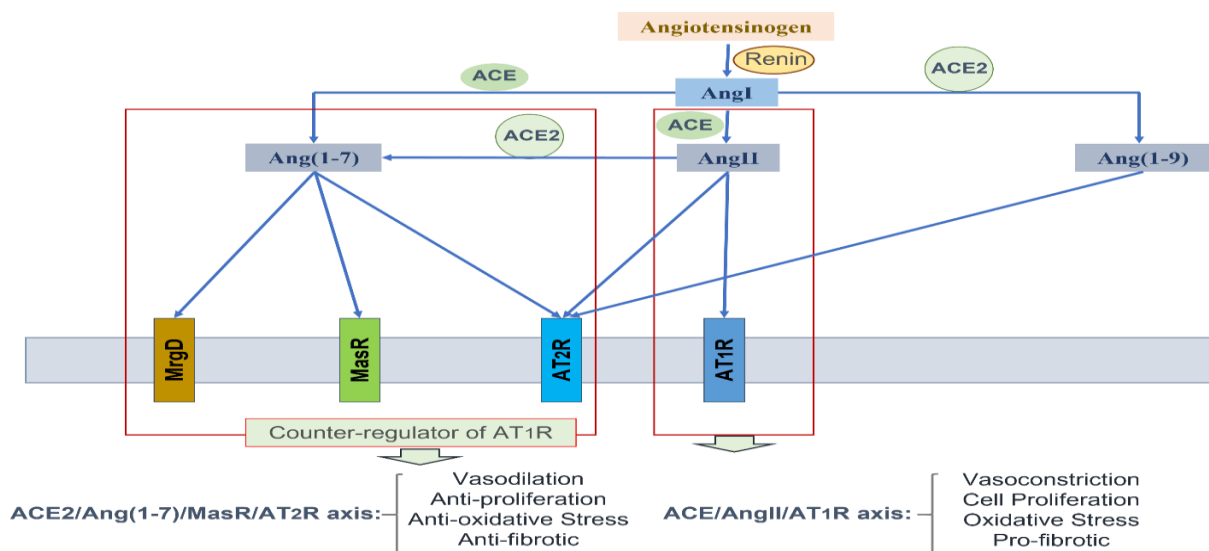 Angiotensinogen
Renin
ACE
ACE2
AngI
ACE2
ACE
Ang(1-7)
AngII
Ang(1-9)
MrgD
MasR
AT2R
AT1R
Counter-regulator of AT1R
ACE2/Ang(1-7)/MasR/AT2R axis:
Vasodilation
Anti-proliferation
Anti-oxidative Stress
Anti-fibrotic
ACE/AngII/AT1R axis:
Vasoconstriction
Cell Proliferation
Oxidative Stress
Pro-fibrotic